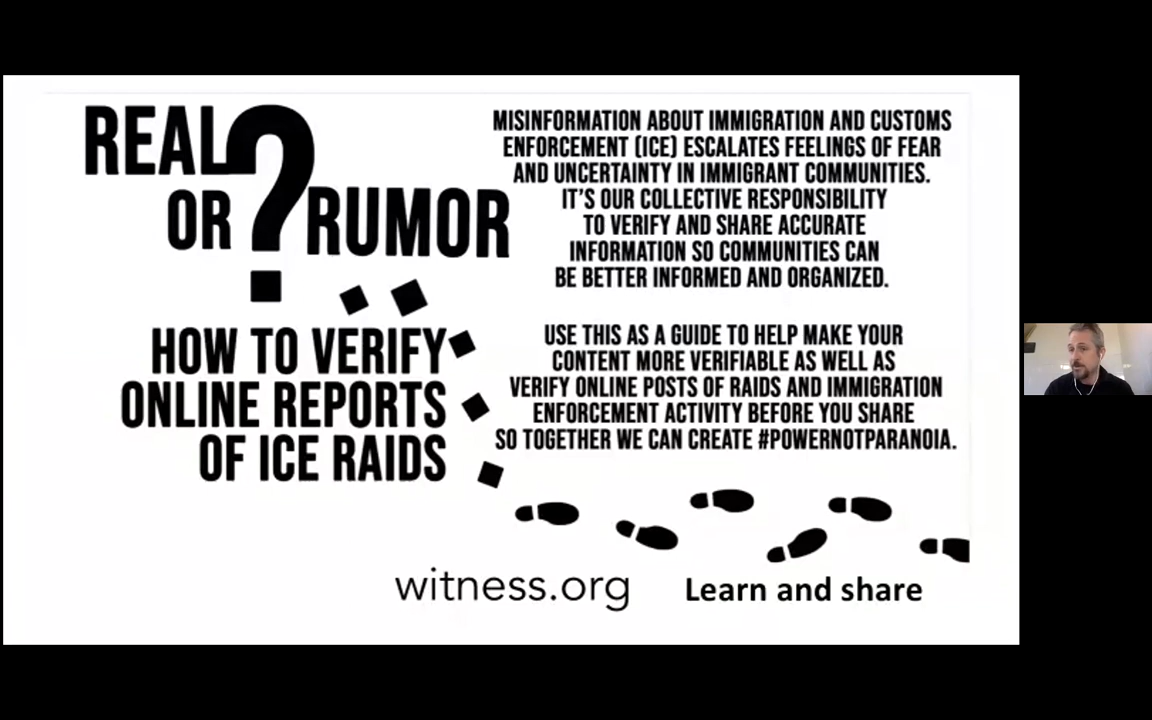 REAL
OR ? RUMOR
HOW TO VERIFY
ONLINE REPORTS
OF ICE RAIDS
MISINFORMATION ABOUT IMMIGRATION AND CUSTOMS
ENFORCEMENT (ICE) ESCALATES FEELINGS OF FEAR
AND UNCERTAINTY IN IMMIGRANT COMMUNITIES.
IT'S OUR COLLECTIVE RESPONSIBILITY
TO VERIFY AND SHARE ACCURATE
INFORMATION SO COMMUNITIES CAN
BE BETTER INFORMED AND ORGANIZED.
USE THIS AS A GUIDE TO HELP MAKE YOUR
CONTENT MORE VERIFIABLE AS WELL AS
VERIFY ONLINE POSTS OF RAIDS AND IMMIGRATION
ENFORCEMENT ACTIVITY BEFORE YOU SHARE
SO TOGETHER WE CAN CREATE #POWERNOTPARANOIA.
witness.org
Learn and share